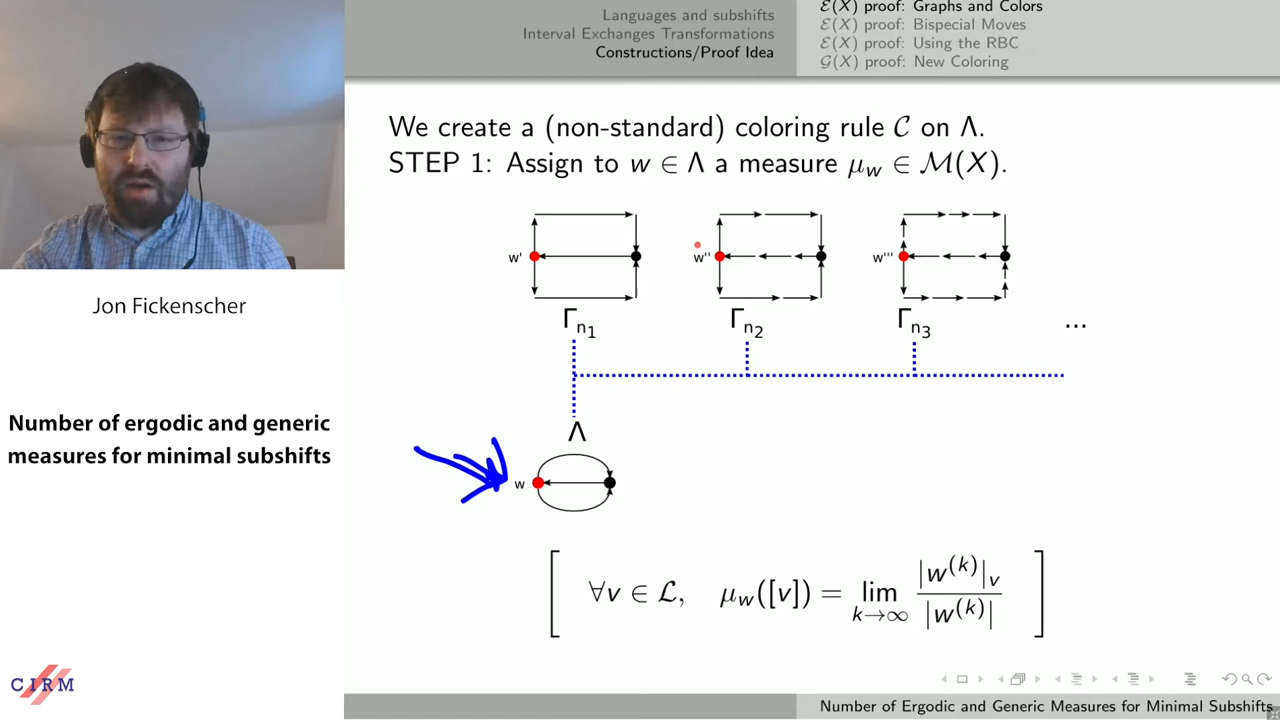 Languages and subshifts
Interval Exchanges Transformations
Constructions/Proof Idea
ℰ(X) proof: Graphs and Colors
ℰ(X) proof: Bispecial Moves
ℰ(X) proof: Using the RBC
𝒢(X) proof: New Coloring
We create a (non-standard) coloring rule 𝒞 on Λ.
STEP 1: Assign to w ∈ Λ a measure μ_w ∈ ℳ(X).
w' w'' w'''
Γ_{n_1} Γ_{n_2} Γ_{n_3} ...
Λ
w
[ ∀v ∈ ℒ, μ_w([v]) = lim_{k→∞} |w^{(k)}|_v / |w^{(k)}| ]
Jon Fickenscher
Number of ergodic and generic
measures for minimal subshifts
CIRM
Number of Ergodic and Generic Measures for Minimal Subshifts